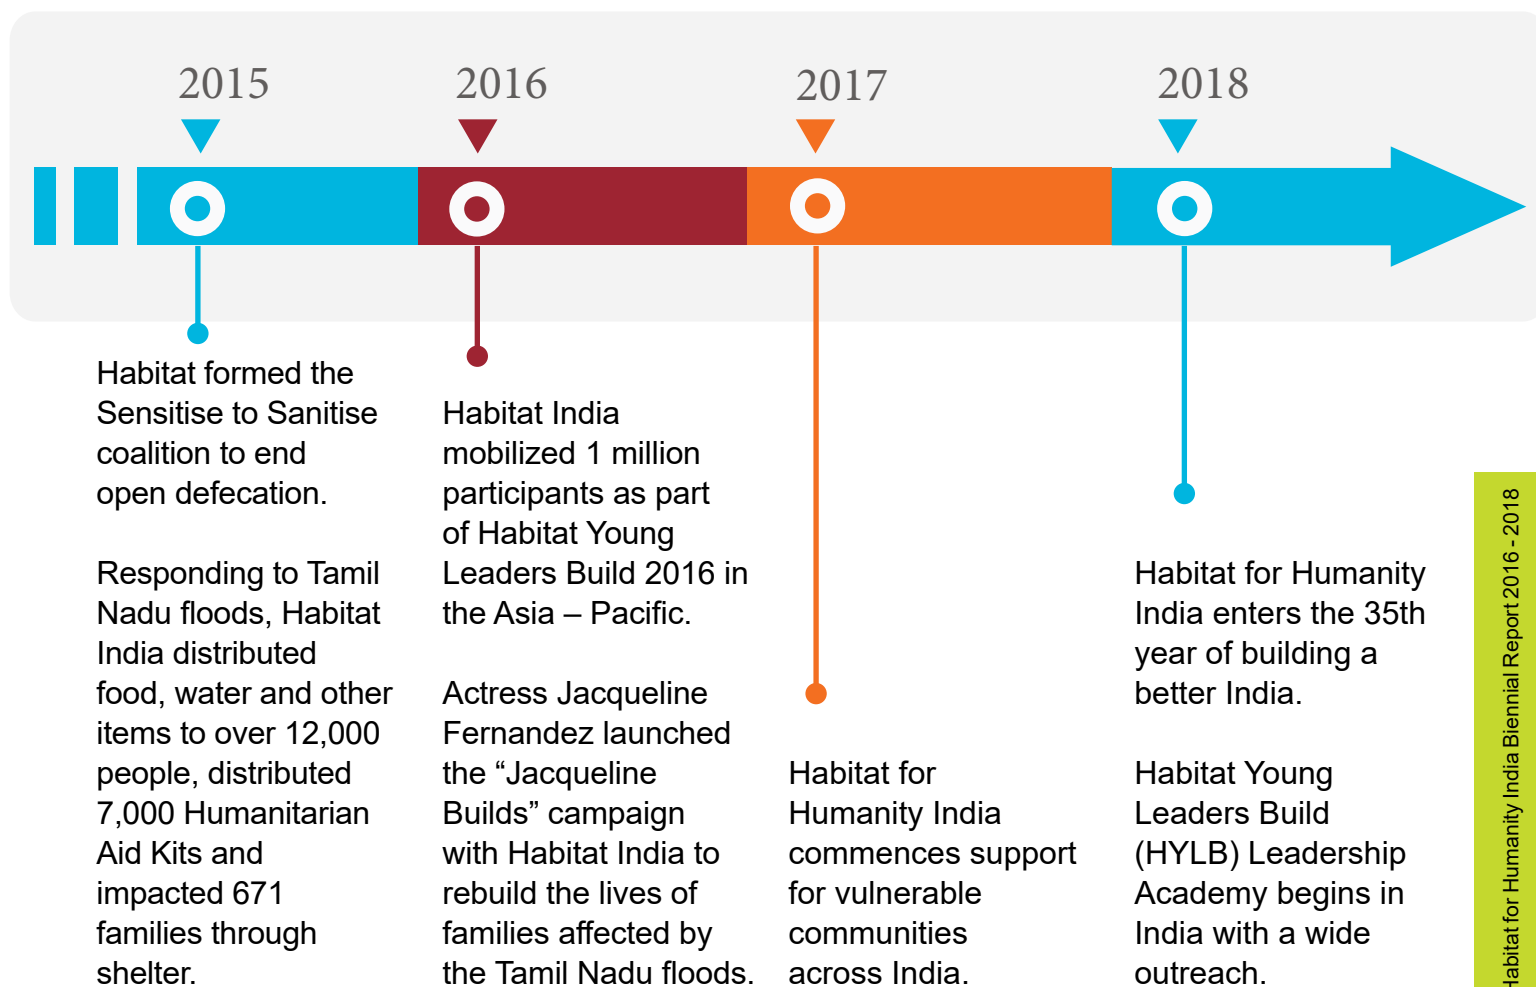 2015
2016
2017
2018
Habitat formed the
Sensitise to Sanitise
coalition to end
open defecation.
Responding to Tamil
Nadu floods, Habitat
India distributed
food, water and other
items to over 12,000
people, distributed
7,000 Humanitarian
Aid Kits and
impacted 671
families through
shelter.
Habitat India
mobilized 1 million
participants as part
of Habitat Young
Leaders Build 2016 in
the Asia – Pacific.
Actress Jacqueline
Fernandez launched
the “Jacqueline
Builds” campaign
with Habitat India to
rebuild the lives of
families affected by
the Tamil Nadu floods.
Habitat for
Humanity India
commences support
for vulnerable
communities
across India.
Habitat for Humanity
India enters the 35th
year of building a
better India.
Habitat Young
Leaders Build
(HYLB) Leadership
Academy begins in
India with a wide
outreach.
Habitat for Humanity India Biennial Report 2016 - 2018